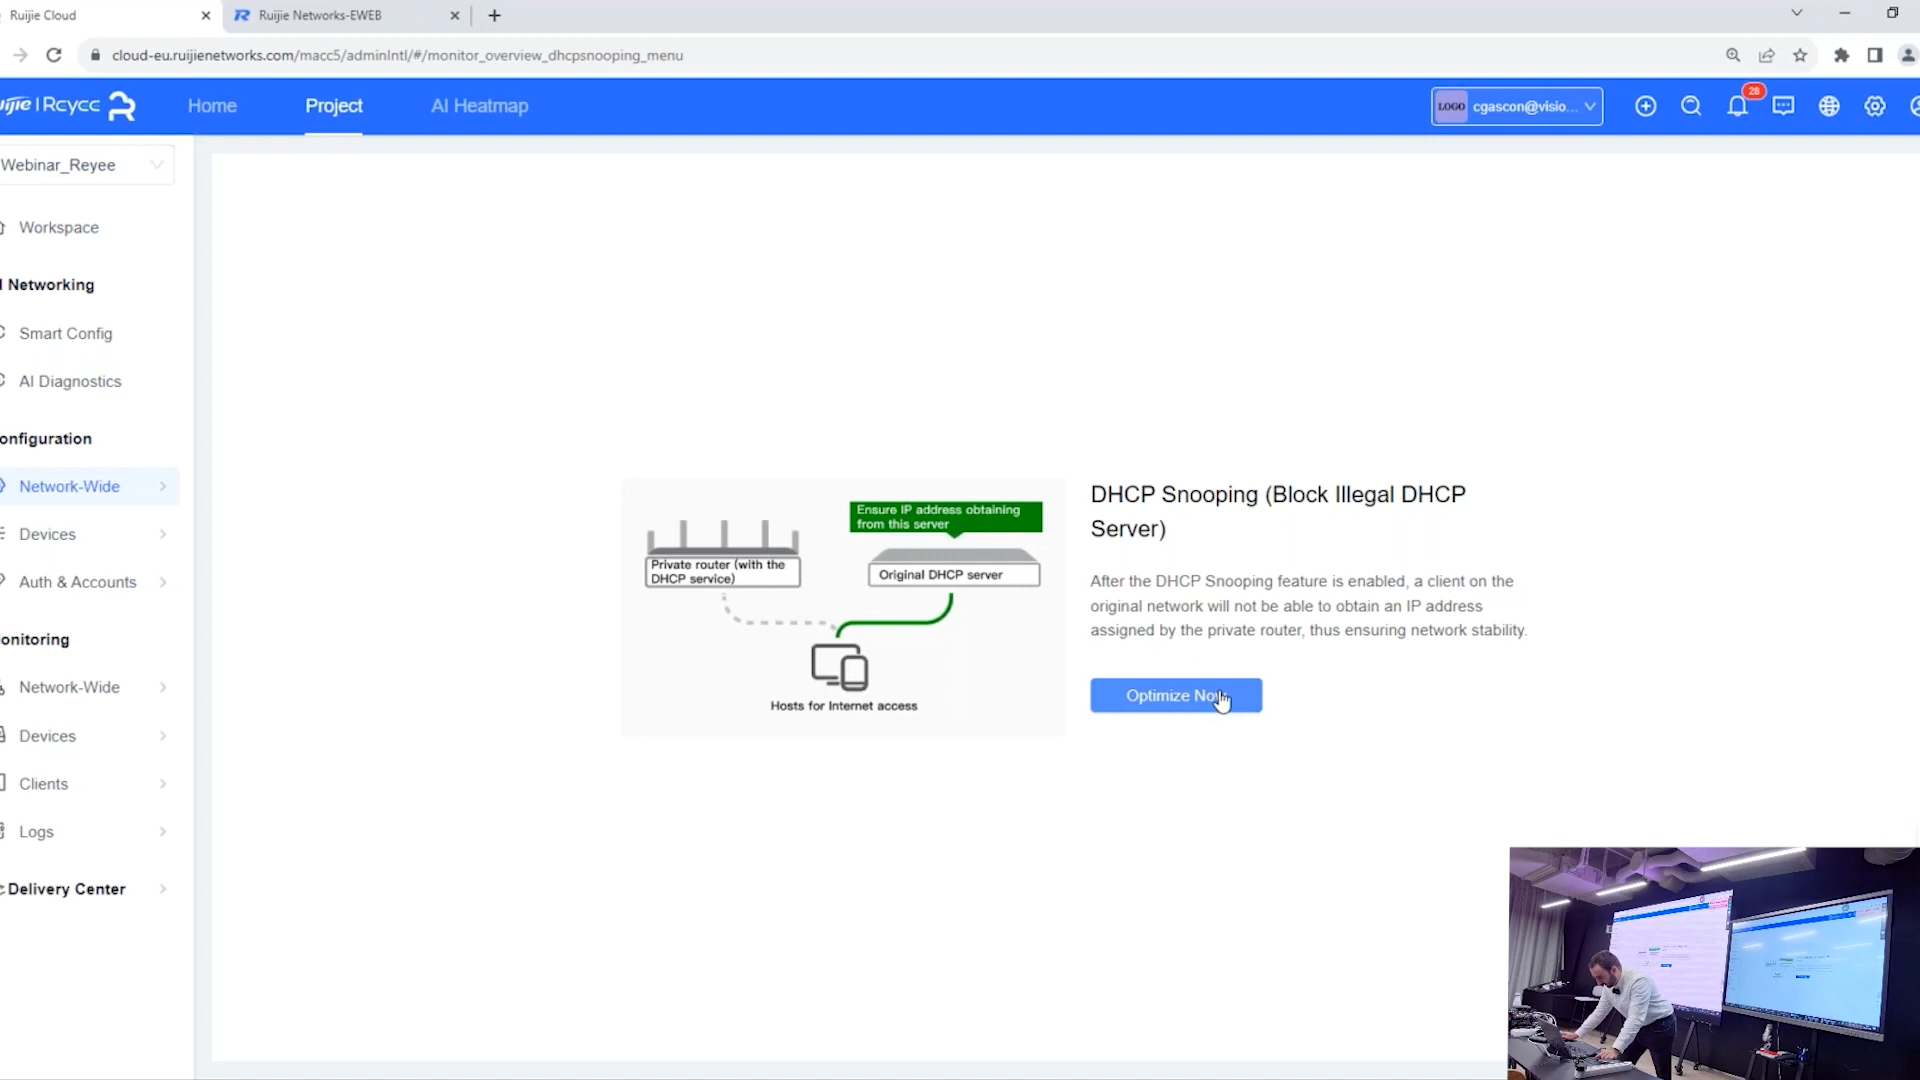 Ruijie Cloud
Ruijie Networks-EWEB
cloud-eu.ruijienetworks.com/macc5/adminIntl/#/monitor_overview_dhcpsnooping_menu
uijie | Rcycc
Home
Project
AI Heatmap
LOGO
cgascon@visio...
28
Webinar_Reyee
Workspace
Networking
Smart Config
AI Diagnostics
onfiguration
Network-Wide
Devices
Auth & Accounts
onitoring
Network-Wide
Devices
Clients
Logs
Delivery Center
Ensure IP address obtaining
from this server
Private router (with the
DHCP service)
Original DHCP server
Hosts for Internet access
DHCP Snooping (Block Illegal DHCP
Server)
After the DHCP Snooping feature is enabled, a client on the
original network will not be able to obtain an IP address
assigned by the private router, thus ensuring network stability.
Optimize Now